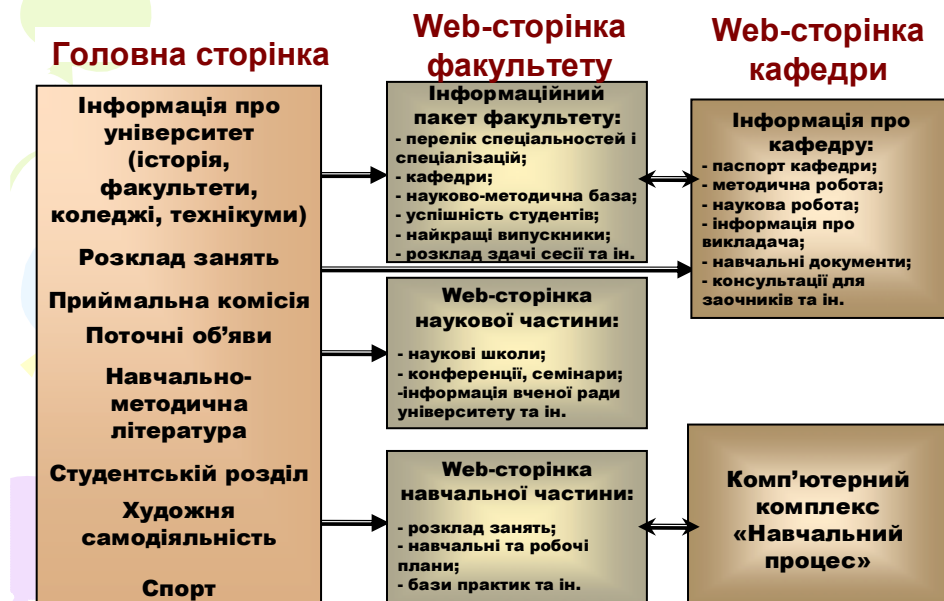 Головна сторінка
Інформація про
університет
(історія,
факультети,
коледжі, технікуми)
Розклад занять
Приймальна комісія
Поточні об’яви
Навчально-
методична
література
Студентській розділ
Художня
самодіяльність
Спорт
Web-сторінка
факультету
Інформаційний
пакет факультету:
- перелік спеціальностей і
спеціалізацій;
- кафедри;
- науково-методична база;
- успішність студентів;
- найкращі випускники;
- розклад здачі сесії та ін.
Web-сторінка
наукової частини:
- наукові школи;
- конференції, семінари;
-інформація вченої ради
університету та ін.
Web-сторінка
навчальної частини:
- розклад занять;
- навчальні та робочі
плани;
- бази практик та ін.
Web-сторінка
кафедри
Інформація про
кафедру:
- паспорт кафедри;
- методична робота;
- наукова робота;
- інформація про
викладача;
- навчальні документи;
- консультації для
заочників та ін.
Комп’ютерний
комплекс
«Навчальний
процес»